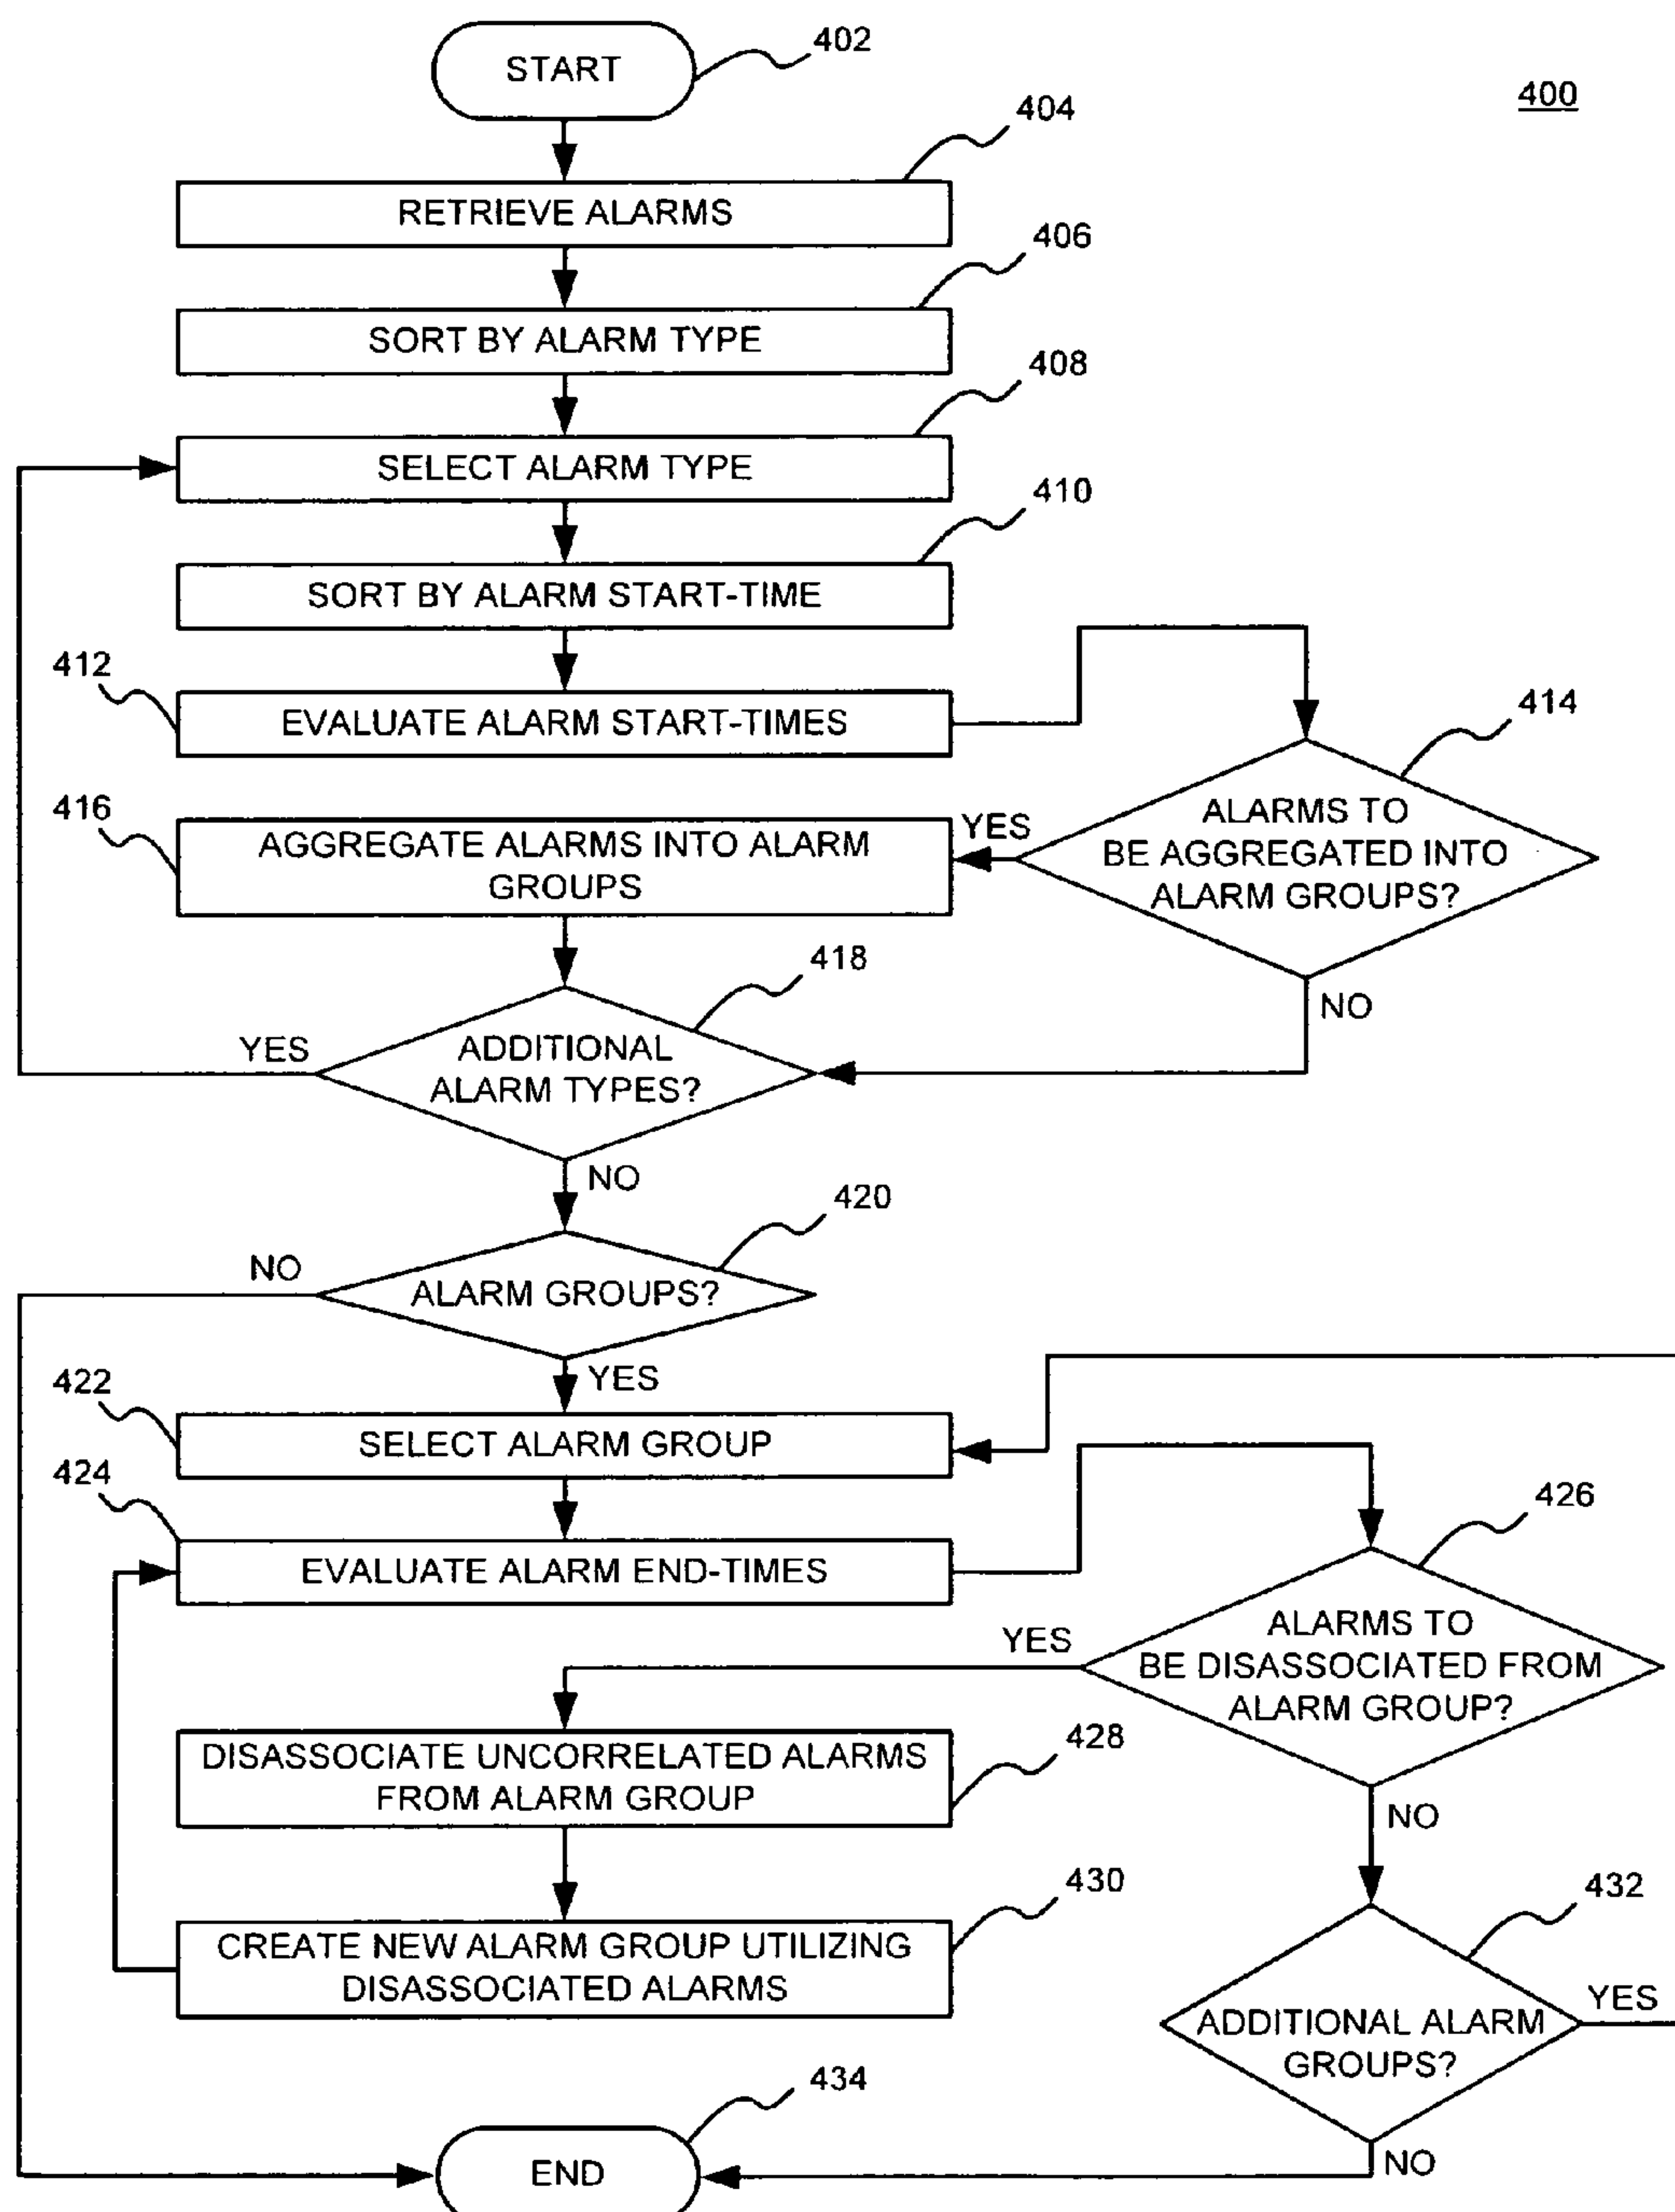 START
402
400
404
RETRIEVE ALARMS
406
SORT BY ALARM TYPE
408
SELECT ALARM TYPE
410
SORT BY ALARM START-TIME
412
EVALUATE ALARM START-TIMES
414
ALARMS TO
BE AGGREGATED INTO
ALARM GROUPS?
YES
NO
416
AGGREGATE ALARMS INTO ALARM
GROUPS
418
ADDITIONAL
ALARM TYPES?
YES
NO
420
ALARM GROUPS?
NO
YES
422
SELECT ALARM GROUP
424
EVALUATE ALARM END-TIMES
426
ALARMS TO
BE DISASSOCIATED FROM
ALARM GROUP?
YES
NO
428
DISASSOCIATE UNCORRELATED ALARMS
FROM ALARM GROUP
430
CREATE NEW ALARM GROUP UTILIZING
DISASSOCIATED ALARMS
432
ADDITIONAL ALARM
GROUPS?
YES
NO
434
END